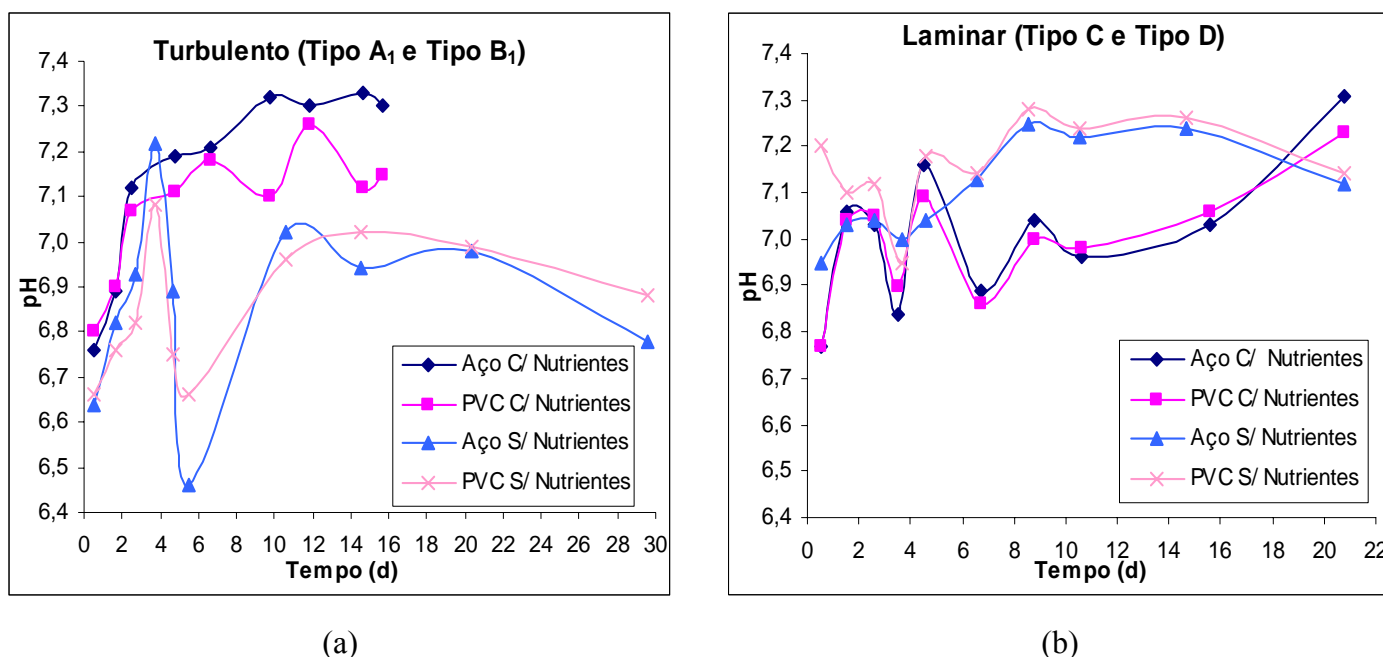 Turbulento (Tipo A₁ e Tipo B₁)
7,4
7,3
7,2
7,1
7,0
6,9
6,8
6,7
6,6
6,5
6,4
pH
0 2 4 6 8 10 12 14 16 18 20 22 24 26 28 30
Tempo (d)
Aço C/ Nutrientes
PVC C/ Nutrientes
Aço S/ Nutrientes
PVC S/ Nutrientes
(a)
Laminar (Tipo C e Tipo D)
7,4
7,3
7,2
7,1
7,0
6,9
6,8
6,7
6,6
6,5
6,4
pH
0 2 4 6 8 10 12 14 16 18 20 22
Tempo (d)
Aço C/ Nutrientes
PVC C/ Nutrientes
Aço S/ Nutrientes
PVC S/ Nutrientes
(b)